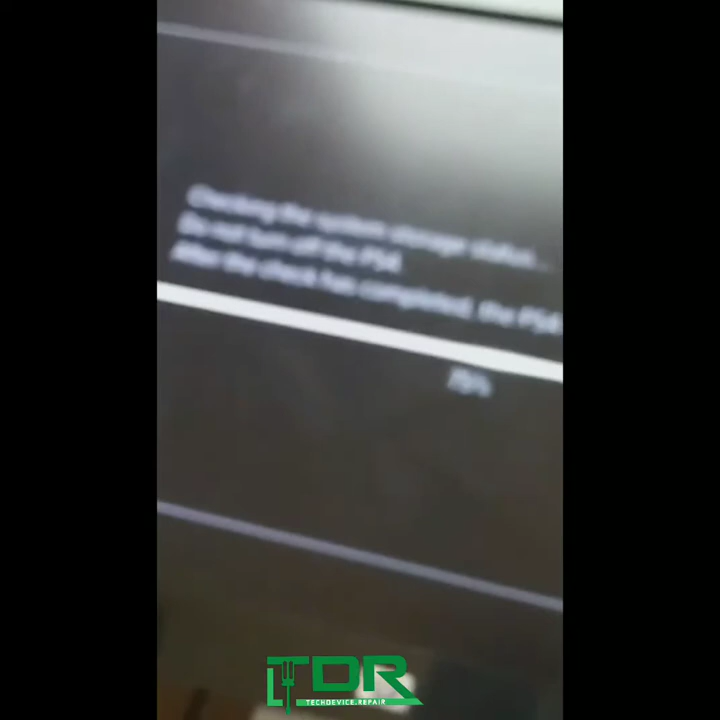 Checking the system storage status...
Do not turn off the PS4.
After the check has completed, the PS4
TDR
TECHDEVICE.REPAIR